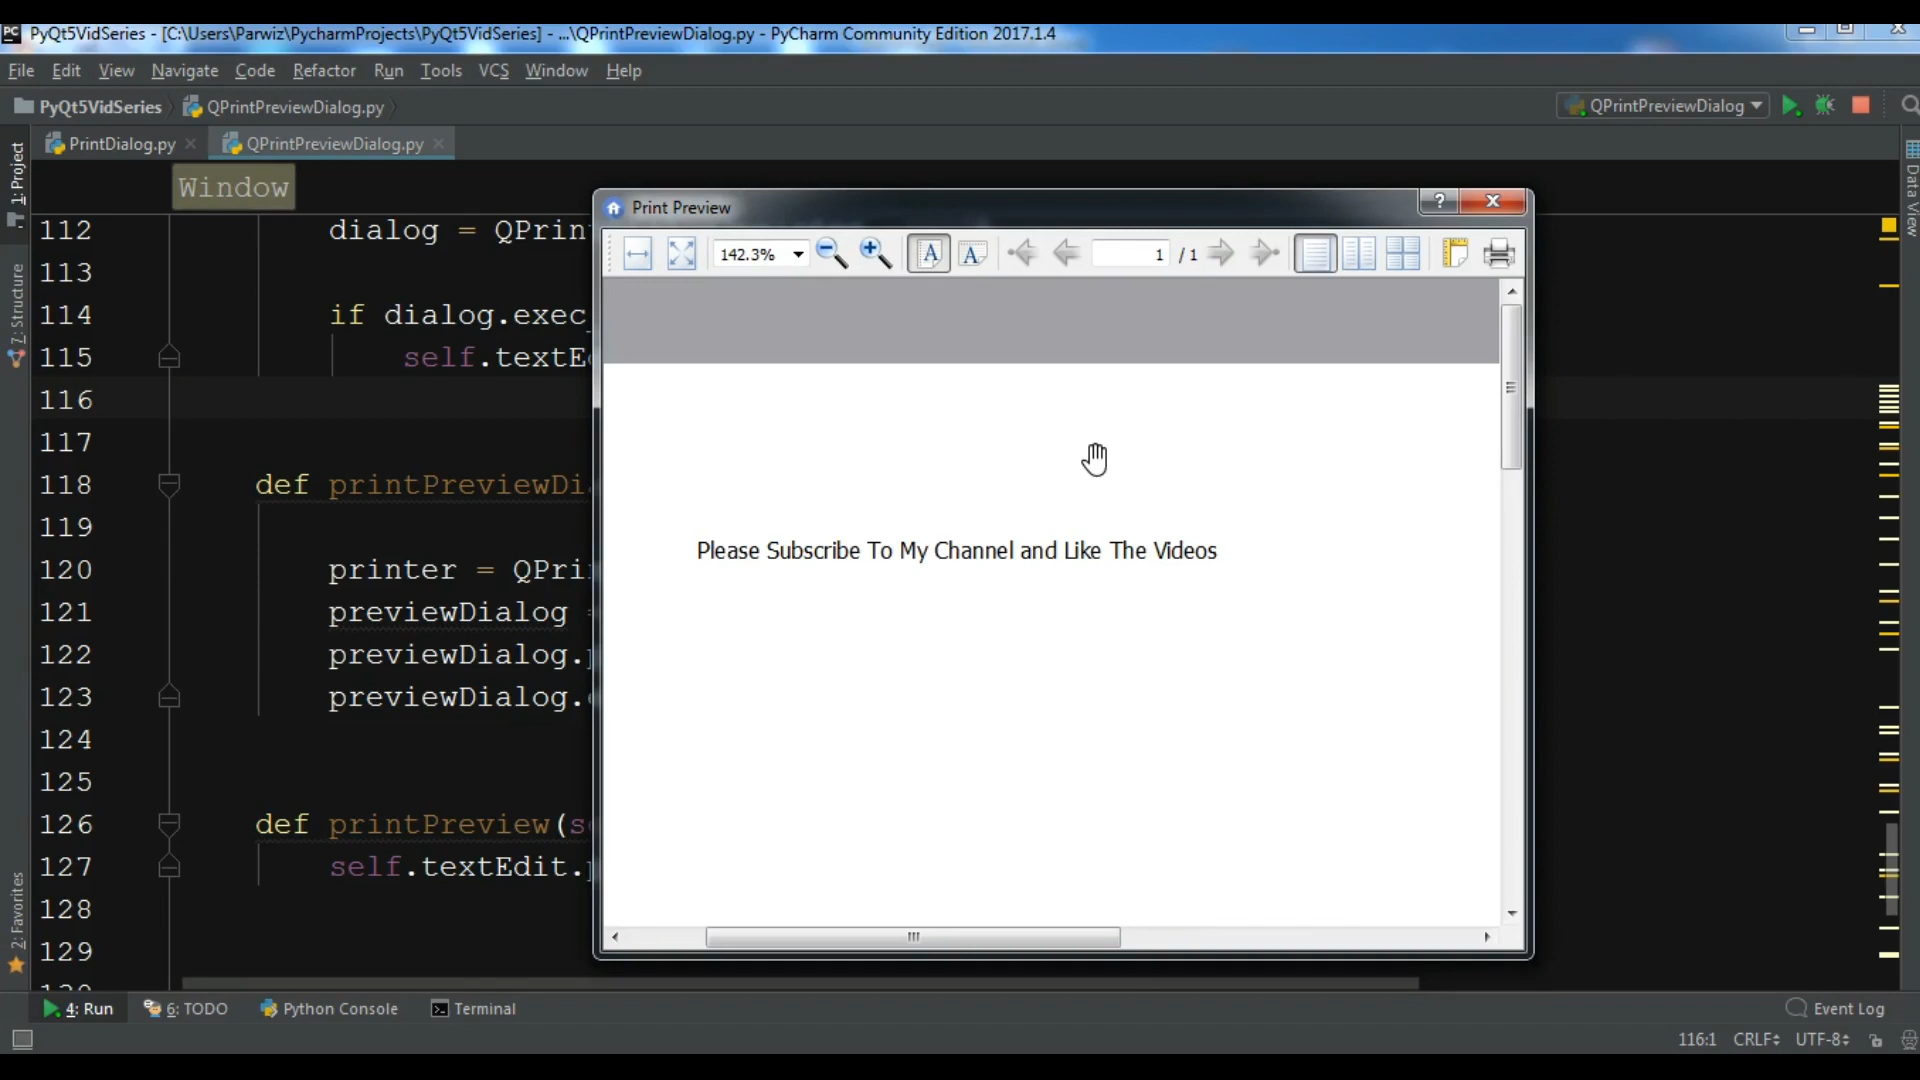 PyQt5VidSeries - [C:\Users\Parwiz\PycharmProjects\PyQt5VidSeries] - ...\QPrintPreviewDialog.py - PyCharm Community Edition 2017.1.4
File Edit View Navigate Code Refactor Run Tools VCS Window Help
PyQt5VidSeries QPrintPreviewDialog.py QPrintPreviewDialog
PrintDialog.py QPrintPreviewDialog.py
1: Project
7: Structure
2: Favorites
Data View
Window
112 dialog = QPrin
113
114 if dialog.exec_
115 self.textE
116
117
118 def printPreviewDi
119
120 printer = QPri
121 previewDialog =
122 previewDialog.
123 previewDialog.
124
125
126 def printPreview(s
127 self.textEdit.
128
129
Print Preview
142.3% 1 / 1
Please Subscribe To My Channel and Like The Videos
4: Run 6: TODO Python Console Terminal Event Log
116:1 CRLF UTF-8